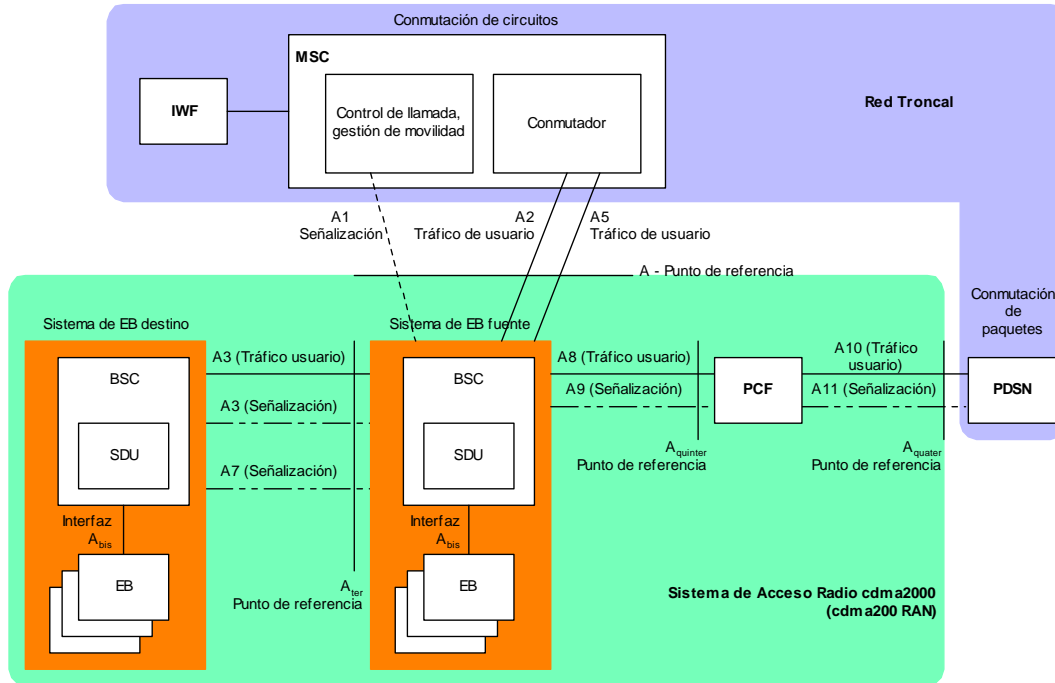 Conmutación de circuitos
MSC
IWF
Control de llamada,
gestión de movilidad
Conmutador
Red Troncal
A1
Señalización
A2
Tráfico de usuario
A5
Tráfico de usuario
A - Punto de referencia
Conmutación
de
paquetes
Sistema de EB destino
Sistema de EB fuente
BSC
SDU
Interfaz
Abis
EB
A3 (Tráfico usuario)
A3 (Señalización)
A7 (Señalización)
Ater
Punto de referencia
BSC
SDU
Interfaz
Abis
EB
A8 (Tráfico usuario)
A9 (Señalización)
Aquinter
Punto de referencia
PCF
A10 (Tráfico
usuario)
A11 (Señalización)
Aquater
Punto de referencia
PDSN
Sistema de Acceso Radio cdma2000
(cdma200 RAN)